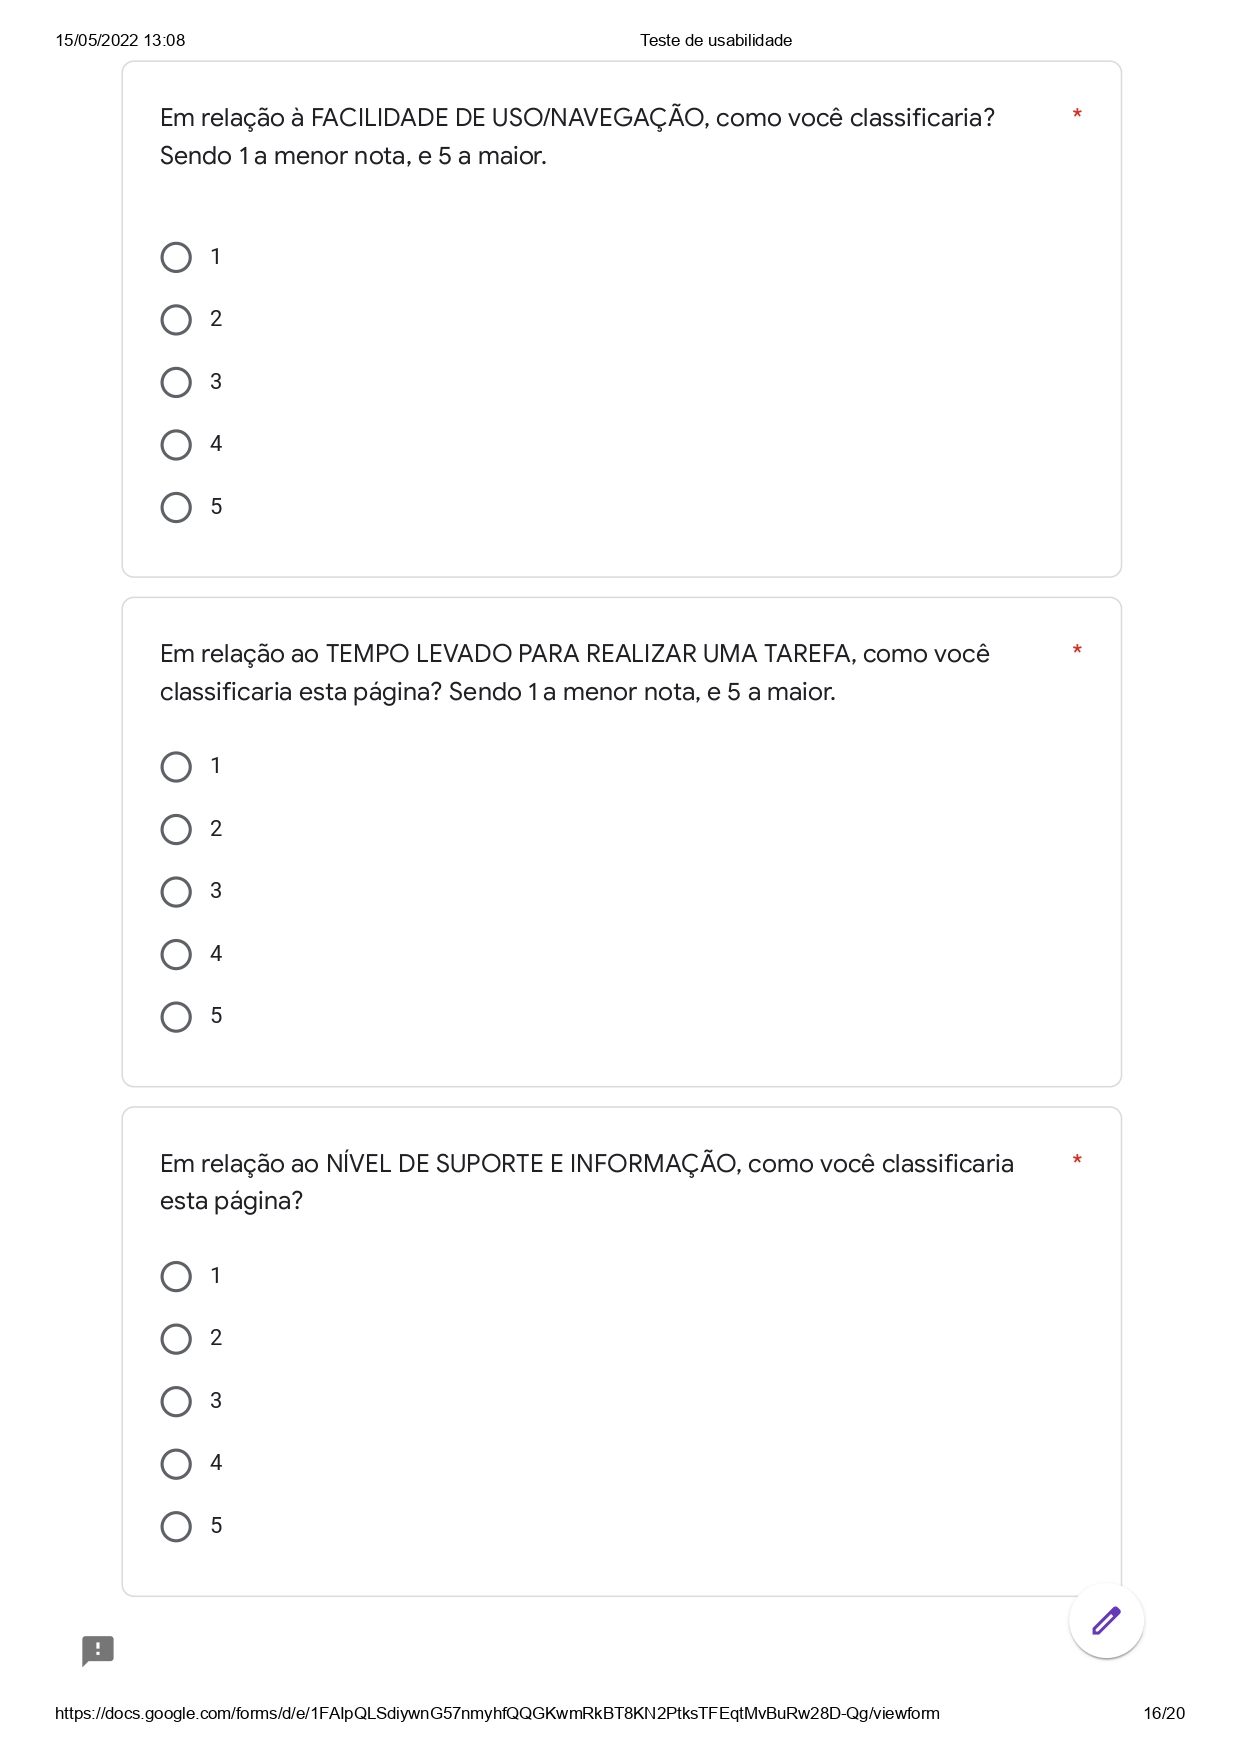 15/05/2022 13:08
Teste de usabilidade
Em relação à FACILIDADE DE USO/NAVEGAÇÃO, como você classificaria? *
Sendo 1 a menor nota, e 5 a maior.
1
2
3
4
5
Em relação ao TEMPO LEVADO PARA REALIZAR UMA TAREFA, como você *
classificaria esta página? Sendo 1 a menor nota, e 5 a maior.
1
2
3
4
5
Em relação ao NÍVEL DE SUPORTE E INFORMAÇÃO, como você classificaria *
esta página?
1
2
3
4
5
https://docs.google.com/forms/d/e/1FAIpQLSdiywnG57nmyhfQQGKwmRkBT8KN2PtksTFEqtMvBuRw28D-Qg/viewform
16/20